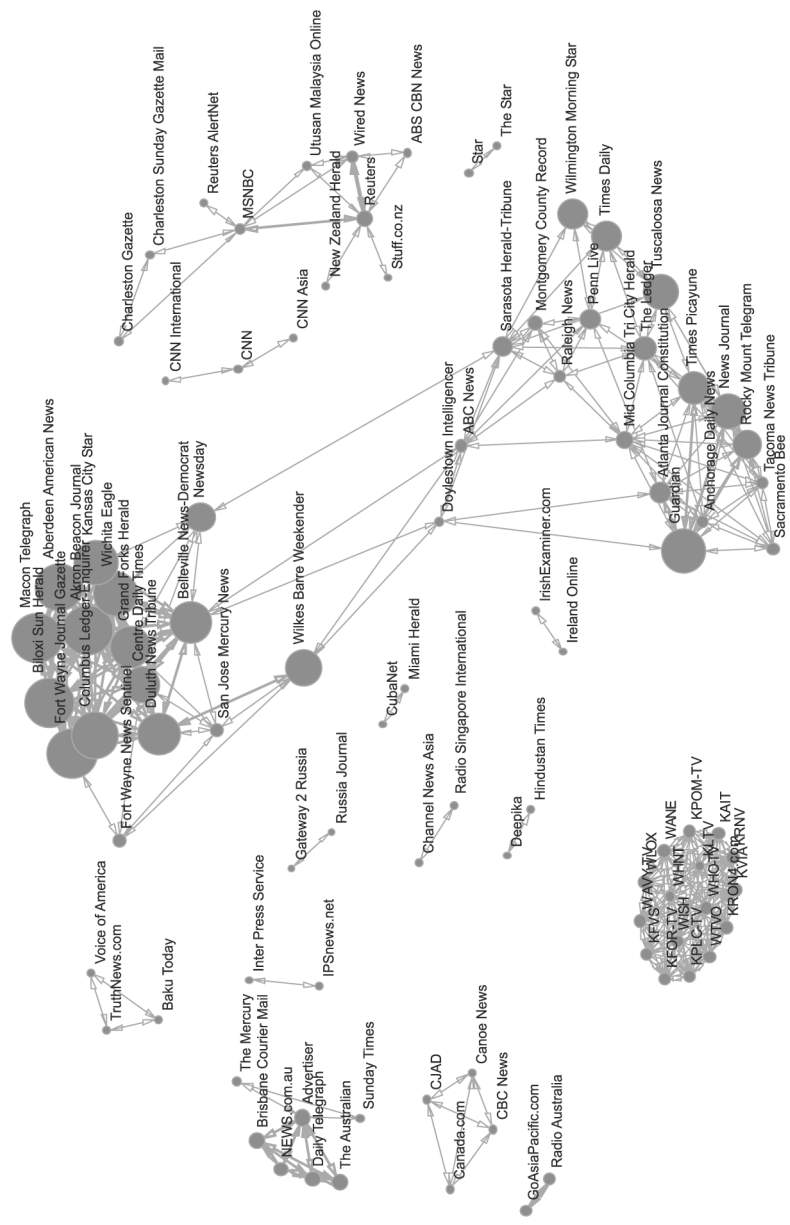 Charleston Gazette
Charleston Sunday Gazette Mail
Reuters AlertNet
MSNBC
Utusan Malaysia Online
Wired News
ABS CBN News
New Zealand Herald
Reuters
Stuff.co.nz
CNN International
CNN
CNN Asia
Star
The Star
Wilmington Morning Star
Sarasota Herald-Tribune
Montgomery County Record
Times Daily
Penn Live
Raleigh News
Tuscaloosa News
Mid Columbia Tri City Herald
The Ledger
Times Picayune
Atlanta Journal Constitution
News Journal
Rocky Mount Telegram
Guardian
Anchorage Daily News
Tacoma News Tribune
Sacramento Bee
Doylestown Intelligencer
ABC News
Macon Telegraph
Aberdeen American News
Biloxi Sun Herald
Akron Beacon Journal
Kansas City Star
Fort Wayne Journal Gazette
Columbus Ledger-Enquirer
Wichita Eagle
Grand Forks Herald
Centre Daily Times
Duluth News Tribune
Fort Wayne News Sentinel
Belleville News-Democrat
Newsday
San Jose Mercury News
Wilkes Barre Weekender
IrishExaminer.com
Ireland Online
CubaNet
Miami Herald
Gateway 2 Russia
Russia Journal
Channel News Asia
Radio Singapore International
Deepika
Hindustan Times
Voice of America
TruthNews.com
Baku Today
Inter Press Service
IPSnews.net
The Mercury
Brisbane Courier Mail
NEWS.com.au
Advertiser
Daily Telegraph
The Australian
Sunday Times
CJAD
Canoe News
Canada.com
CBC News
GoAsiaPacific.com
Radio Australia
KPOM-TV
WANE
KAIT
WLOX
WAVY-TV
WHNT
KLTV
KRNV
KFVS
WISH
WHO-TV
KVIA
KFOR-TV
KPLC-TV
WTVO
KRON4.com